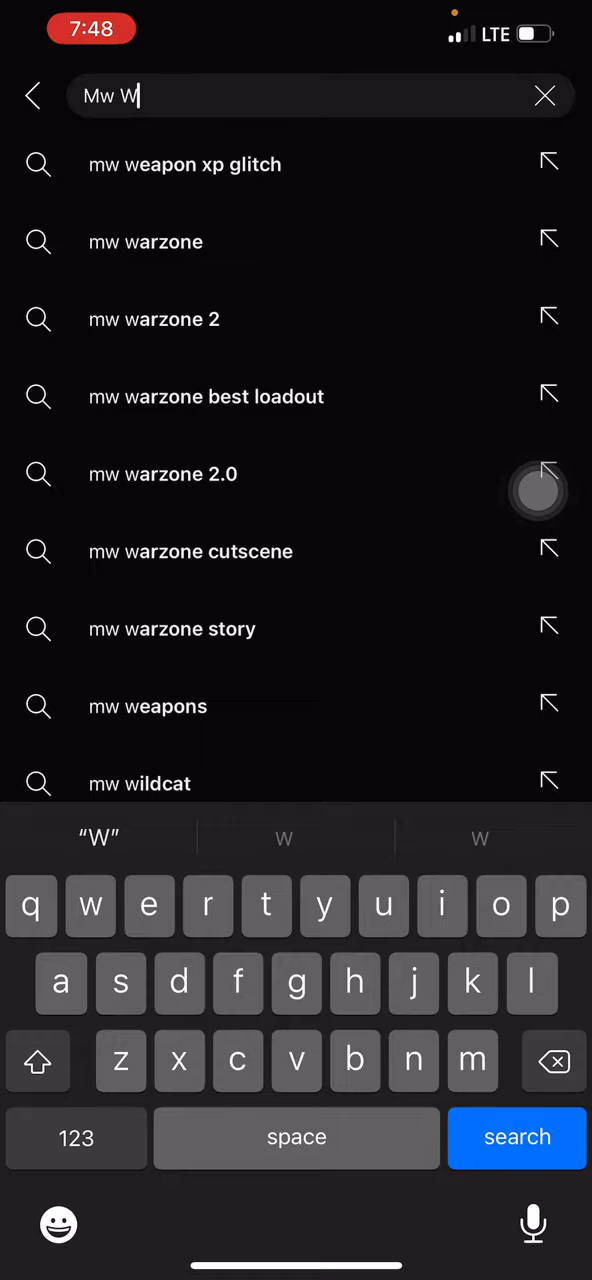 7:48
LTE
Mw W
mw weapon xp glitch
mw warzone
mw warzone 2
mw warzone best loadout
mw warzone 2.0
mw warzone cutscene
mw warzone story
mw weapons
mw wildcat
“W” w w
q w e r t y u i o p
a s d f g h j k l
z x c v b n m
123 space search